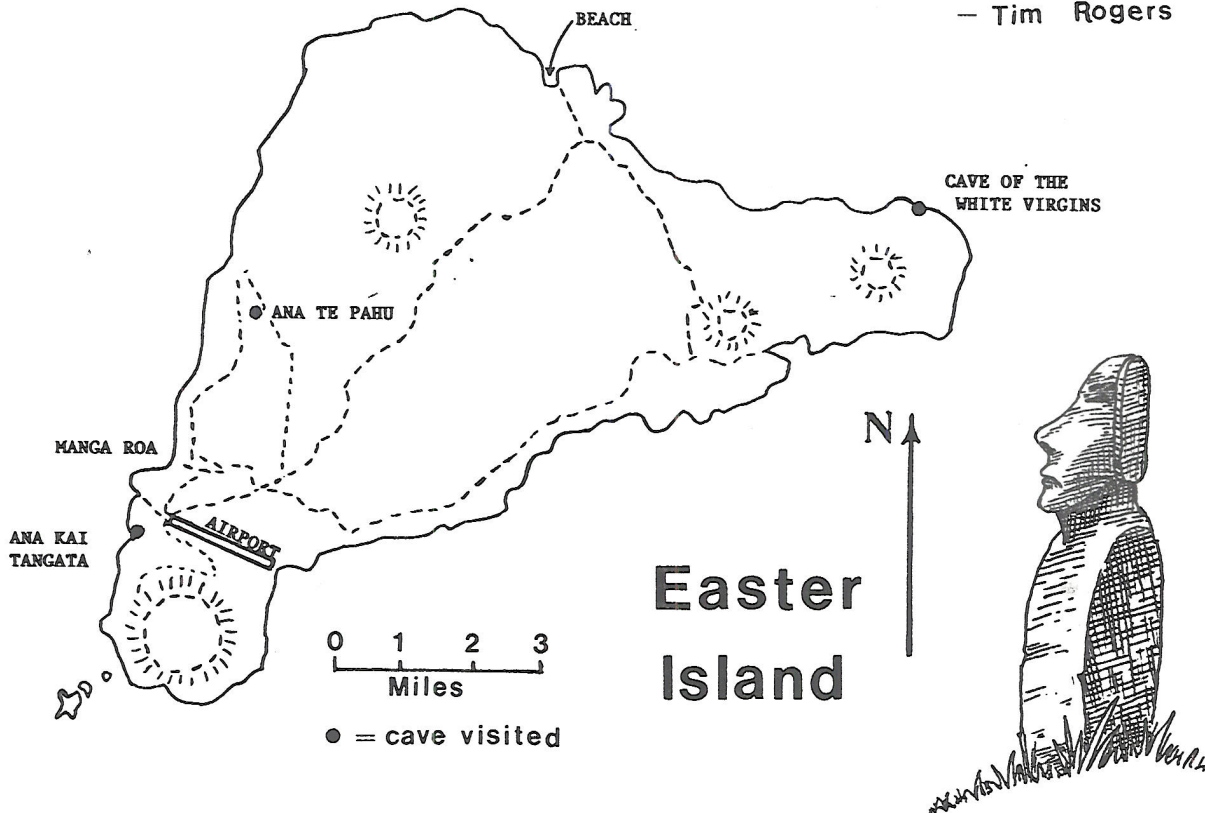 – Tim Rogers
BEACH
CAVE OF THE
WHITE VIRGINS
ANA TE PAHU
MANGA ROA
N
ANA KAI
TANGATA
AIRPORT
Easter
Island
0 1 2 3
Miles
● = cave visited